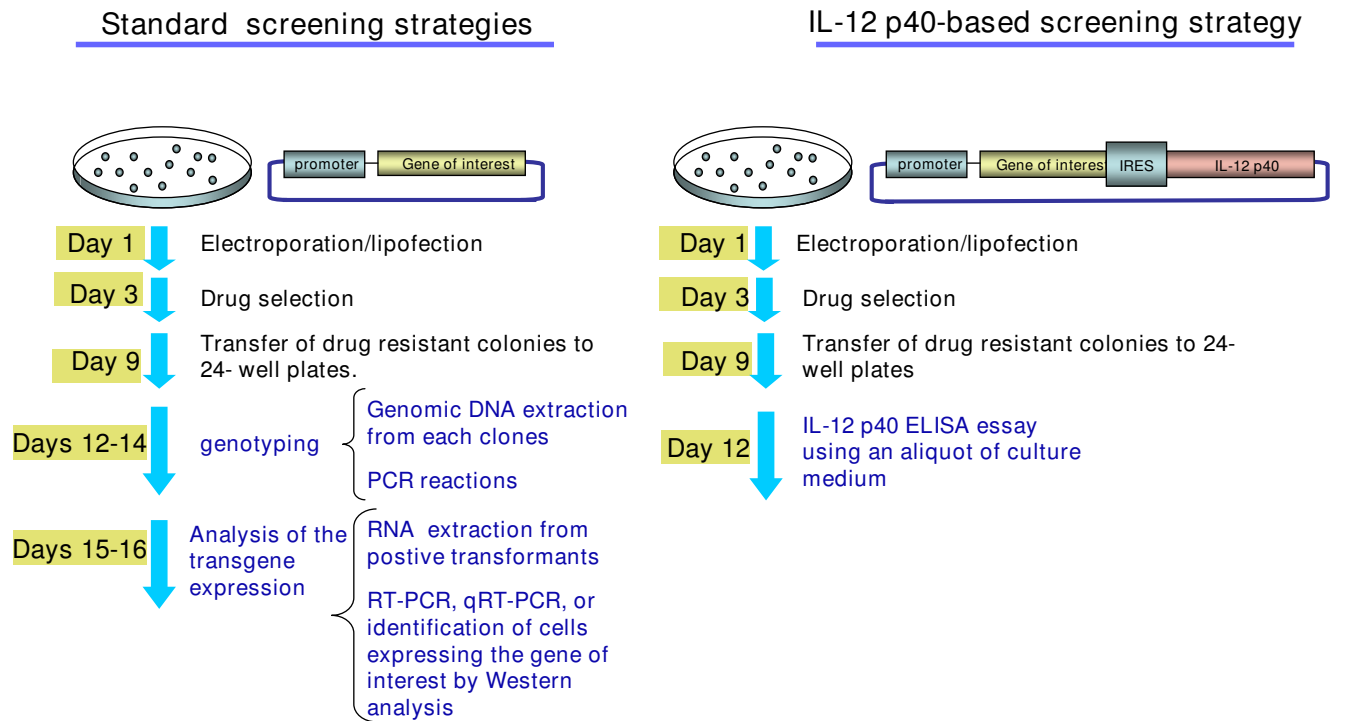 Standard screening strategies
promoter
Gene of interest
Day 1
Electroporation/lipofection
Day 3
Drug selection
Day 9
Transfer of drug resistant colonies to
24- well plates.
Days 12-14
genotyping
Genomic DNA extraction
from each clones
PCR reactions
Days 15-16
Analysis of the
transgene
expression
RNA extraction from
postive transformants
RT-PCR, qRT-PCR, or
identification of cells
expressing the gene of
interest by Western
analysis
IL-12 p40-based screening strategy
promoter
Gene of interest
IRES
IL-12 p40
Day 1
Electroporation/lipofection
Day 3
Drug selection
Day 9
Transfer of drug resistant colonies to 24-
well plates
Day 12
IL-12 p40 ELISA essay
using an aliquot of culture
medium